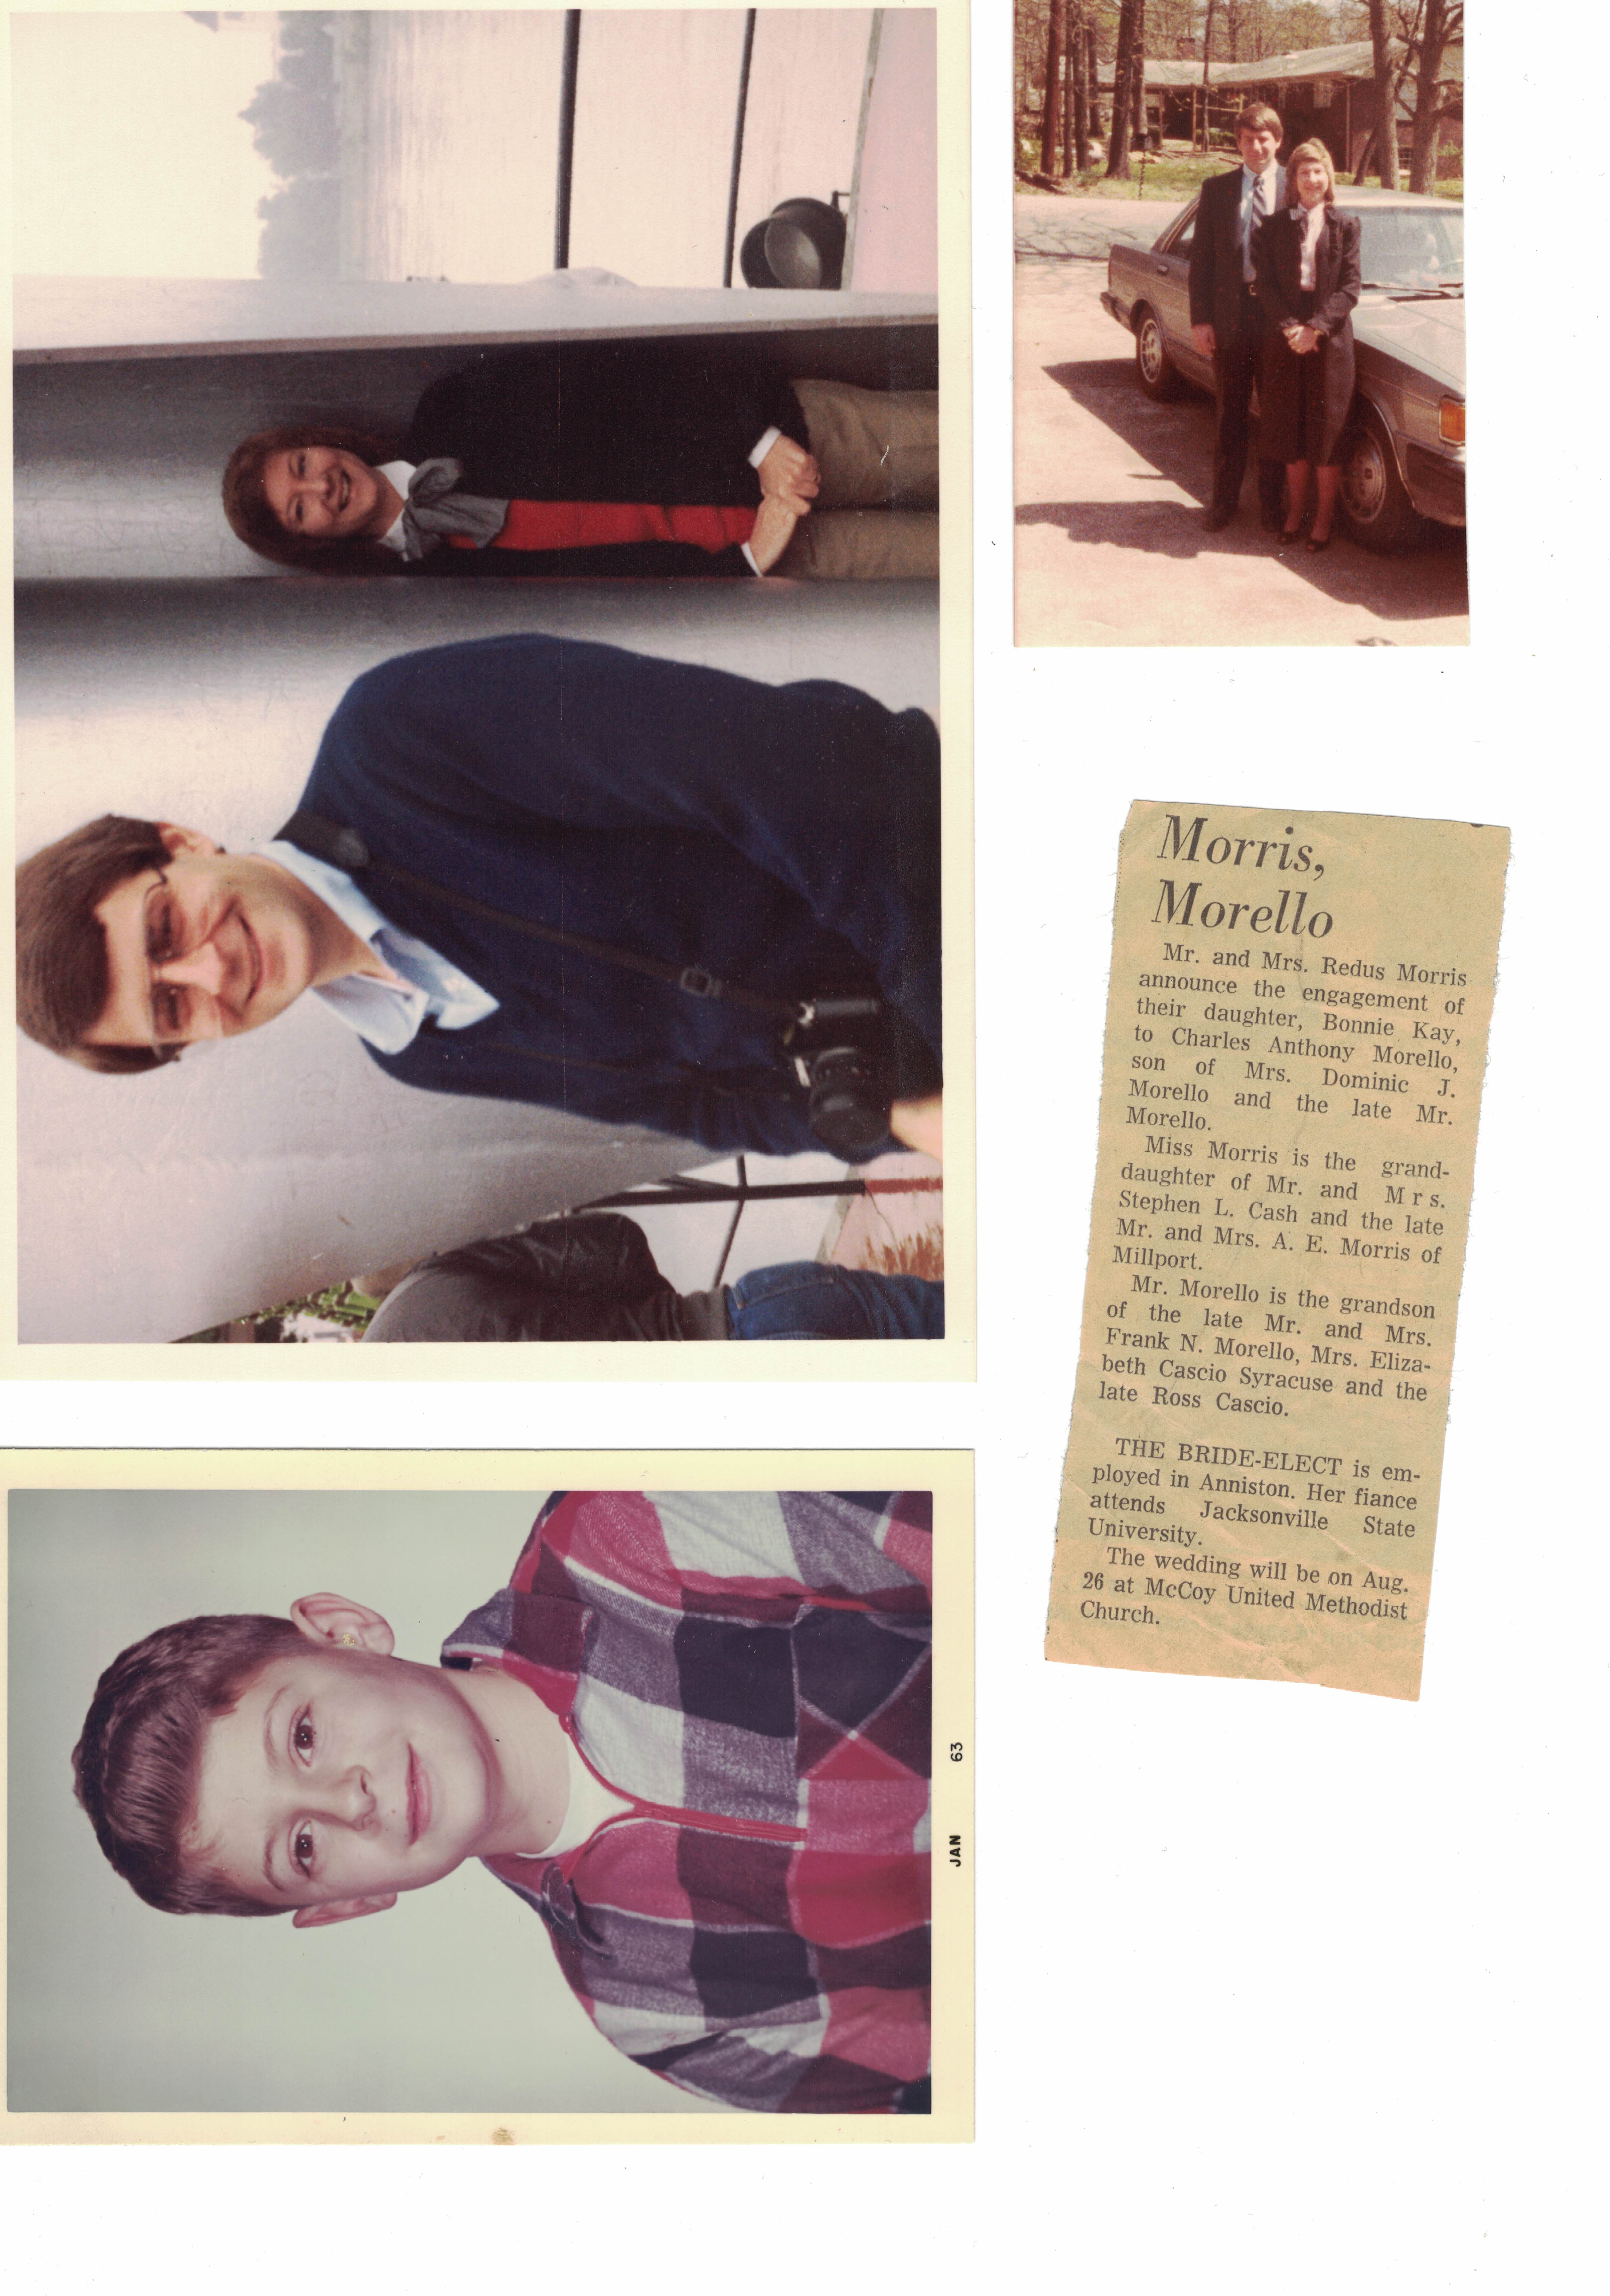 Morris,
Morello
Mr. and Mrs. Redus Morris
announce the engagement of
their daughter, Bonnie Kay,
to Charles Anthony Morello,
son of Mrs. Dominic J.
Morello and the late Mr.
Morello.
Miss Morris is the grand-
daughter of Mr. and Mrs.
Stephen L. Cash and the late
Mr. and Mrs. A. E. Morris of
Millport.
Mr. Morello is the grandson
of the late Mr. and Mrs.
Frank N. Morello, Mrs. Eliza-
beth Cascio Syracuse and the
late Ross Cascio.
THE BRIDE-ELECT is em-
ployed in Anniston. Her fiance
attends Jacksonville State
University.
The wedding will be on Aug.
26 at McCoy United Methodist
Church.
JAN 63